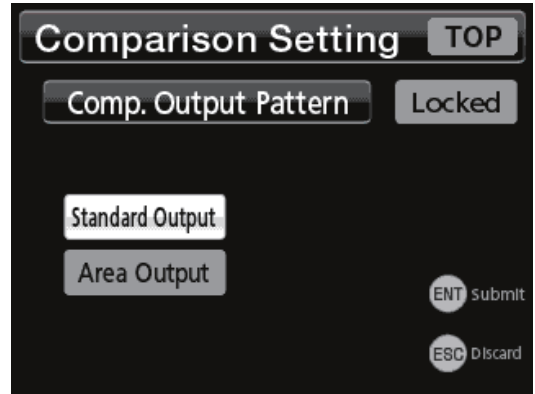 Comparison Setting TOP
Comp. Output Pattern Locked
Standard Output
Area Output
ENT Submit
ESC Discard